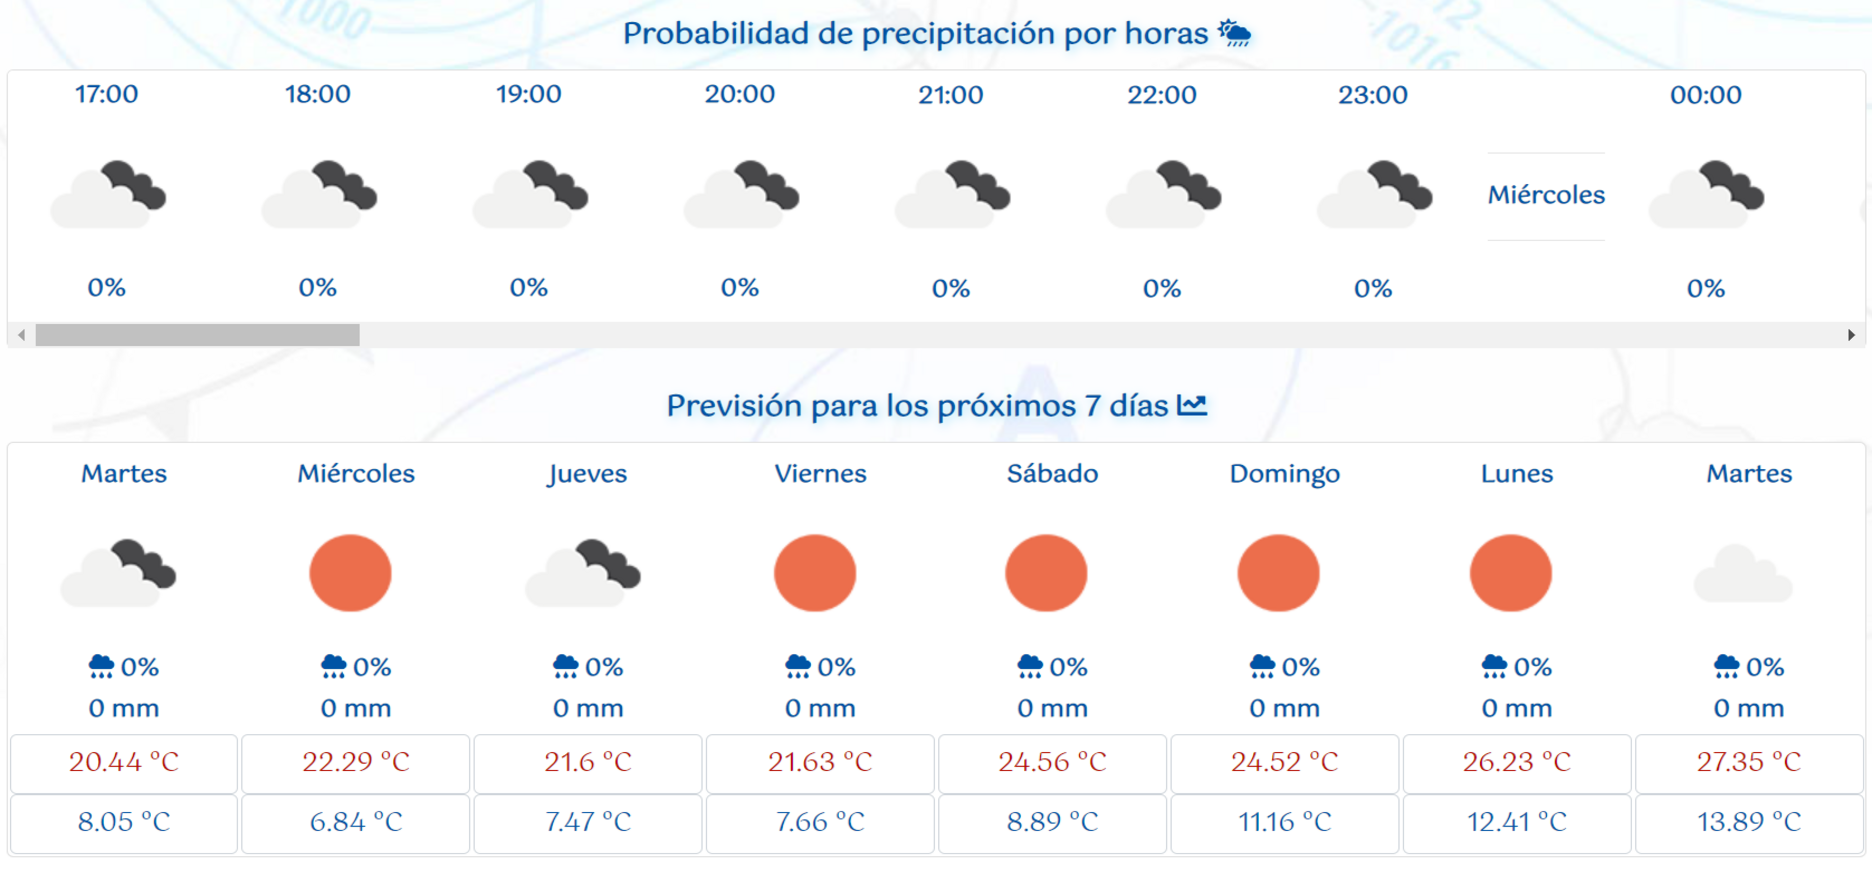 1000
12
1016
Probabilidad de precipitación por horas
17:00 18:00 19:00 20:00 21:00 22:00 23:00 00:00
Miércoles
0% 0% 0% 0% 0% 0% 0% 0%
Previsión para los próximos 7 días
A
Martes Miércoles Jueves Viernes Sábado Domingo Lunes Martes
0% 0% 0% 0% 0% 0% 0% 0%
0 mm 0 mm 0 mm 0 mm 0 mm 0 mm 0 mm 0 mm
20.44 °C 22.29 °C 21.6 °C 21.63 °C 24.56 °C 24.52 °C 26.23 °C 27.35 °C
8.05 °C 6.84 °C 7.47 °C 7.66 °C 8.89 °C 11.16 °C 12.41 °C 13.89 °C